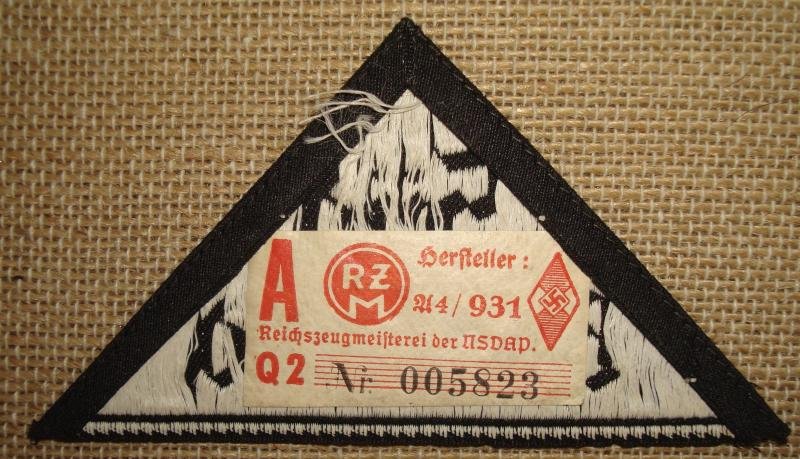 A RZM Hersteller:
A4/931
Reichszeugmeisterei der NSDAP.
Q2 Nr. 005823